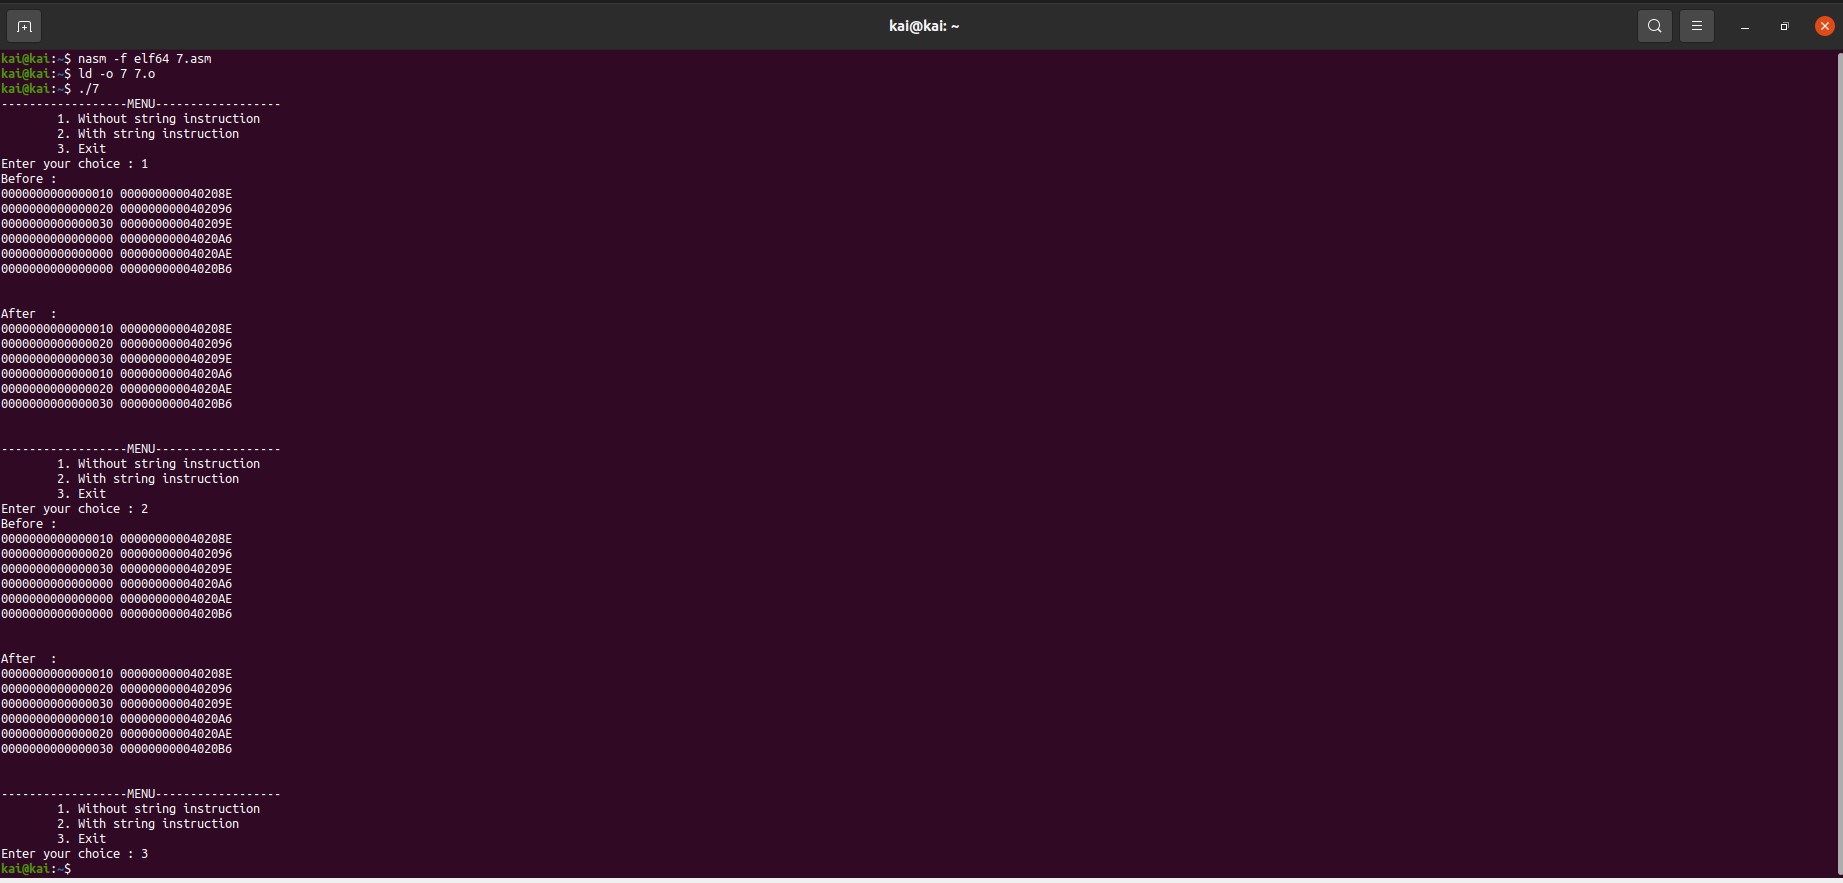 kai@kai: ~
kai@kai:~$ nasm -f elf64 7.asm
kai@kai:~$ ld -o 7 7.o
kai@kai:~$ ./7
------------------MENU------------------
        1. Without string instruction
        2. With string instruction
        3. Exit
Enter your choice : 1
Before :
0000000000000010 000000000040208E
0000000000000020 0000000000402096
0000000000000030 000000000040209E
0000000000000000 00000000004020A6
0000000000000000 00000000004020AE
0000000000000000 00000000004020B6
After  :
0000000000000010 000000000040208E
0000000000000020 0000000000402096
0000000000000030 000000000040209E
0000000000000010 00000000004020A6
0000000000000020 00000000004020AE
0000000000000030 00000000004020B6
------------------MENU------------------
        1. Without string instruction
        2. With string instruction
        3. Exit
Enter your choice : 2
Before :
0000000000000010 000000000040208E
0000000000000020 0000000000402096
0000000000000030 000000000040209E
0000000000000000 00000000004020A6
0000000000000000 00000000004020AE
0000000000000000 00000000004020B6
After  :
0000000000000010 000000000040208E
0000000000000020 0000000000402096
0000000000000030 000000000040209E
0000000000000010 00000000004020A6
0000000000000020 00000000004020AE
0000000000000030 00000000004020B6
------------------MENU------------------
        1. Without string instruction
        2. With string instruction
        3. Exit
Enter your choice : 3
kai@kai:~$